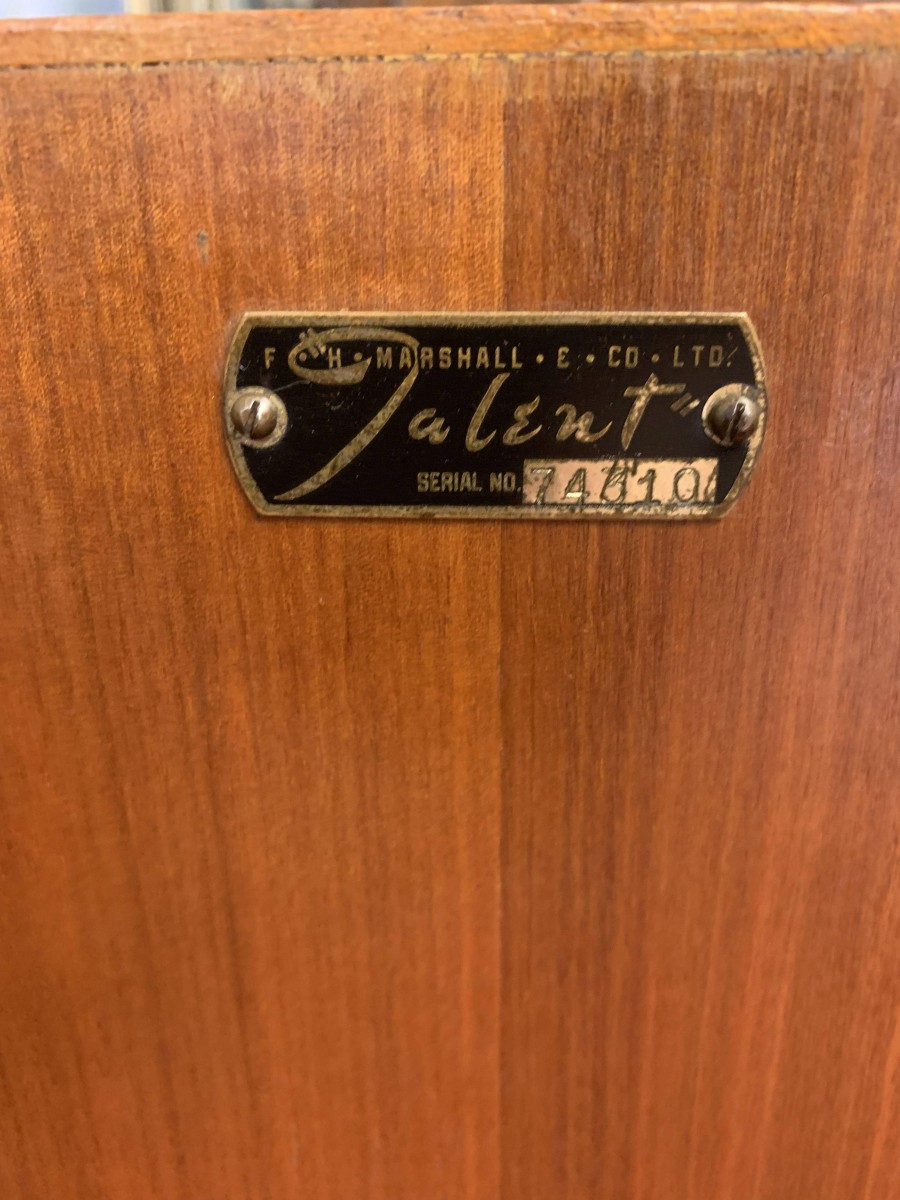 F · H · MARSHALL · E · CO · LTD.
"Talent"
SERIAL NO. 74610